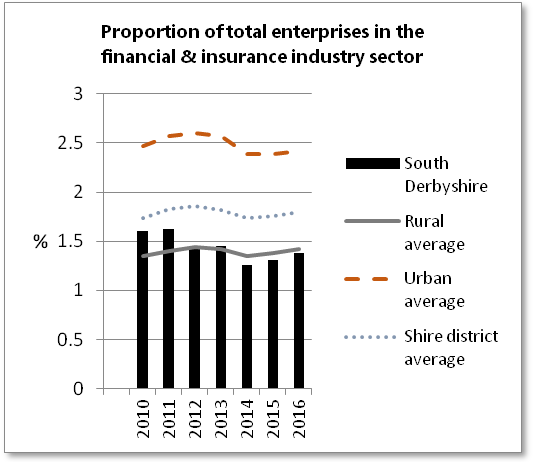 Proportion of total enterprises in the
financial & insurance industry sector
3
2.5
2
%
1.5
1
0.5
0
2010
2011
2012
2013
2014
2015
2016
South
Derbyshire
Rural
average
Urban
average
Shire district
average